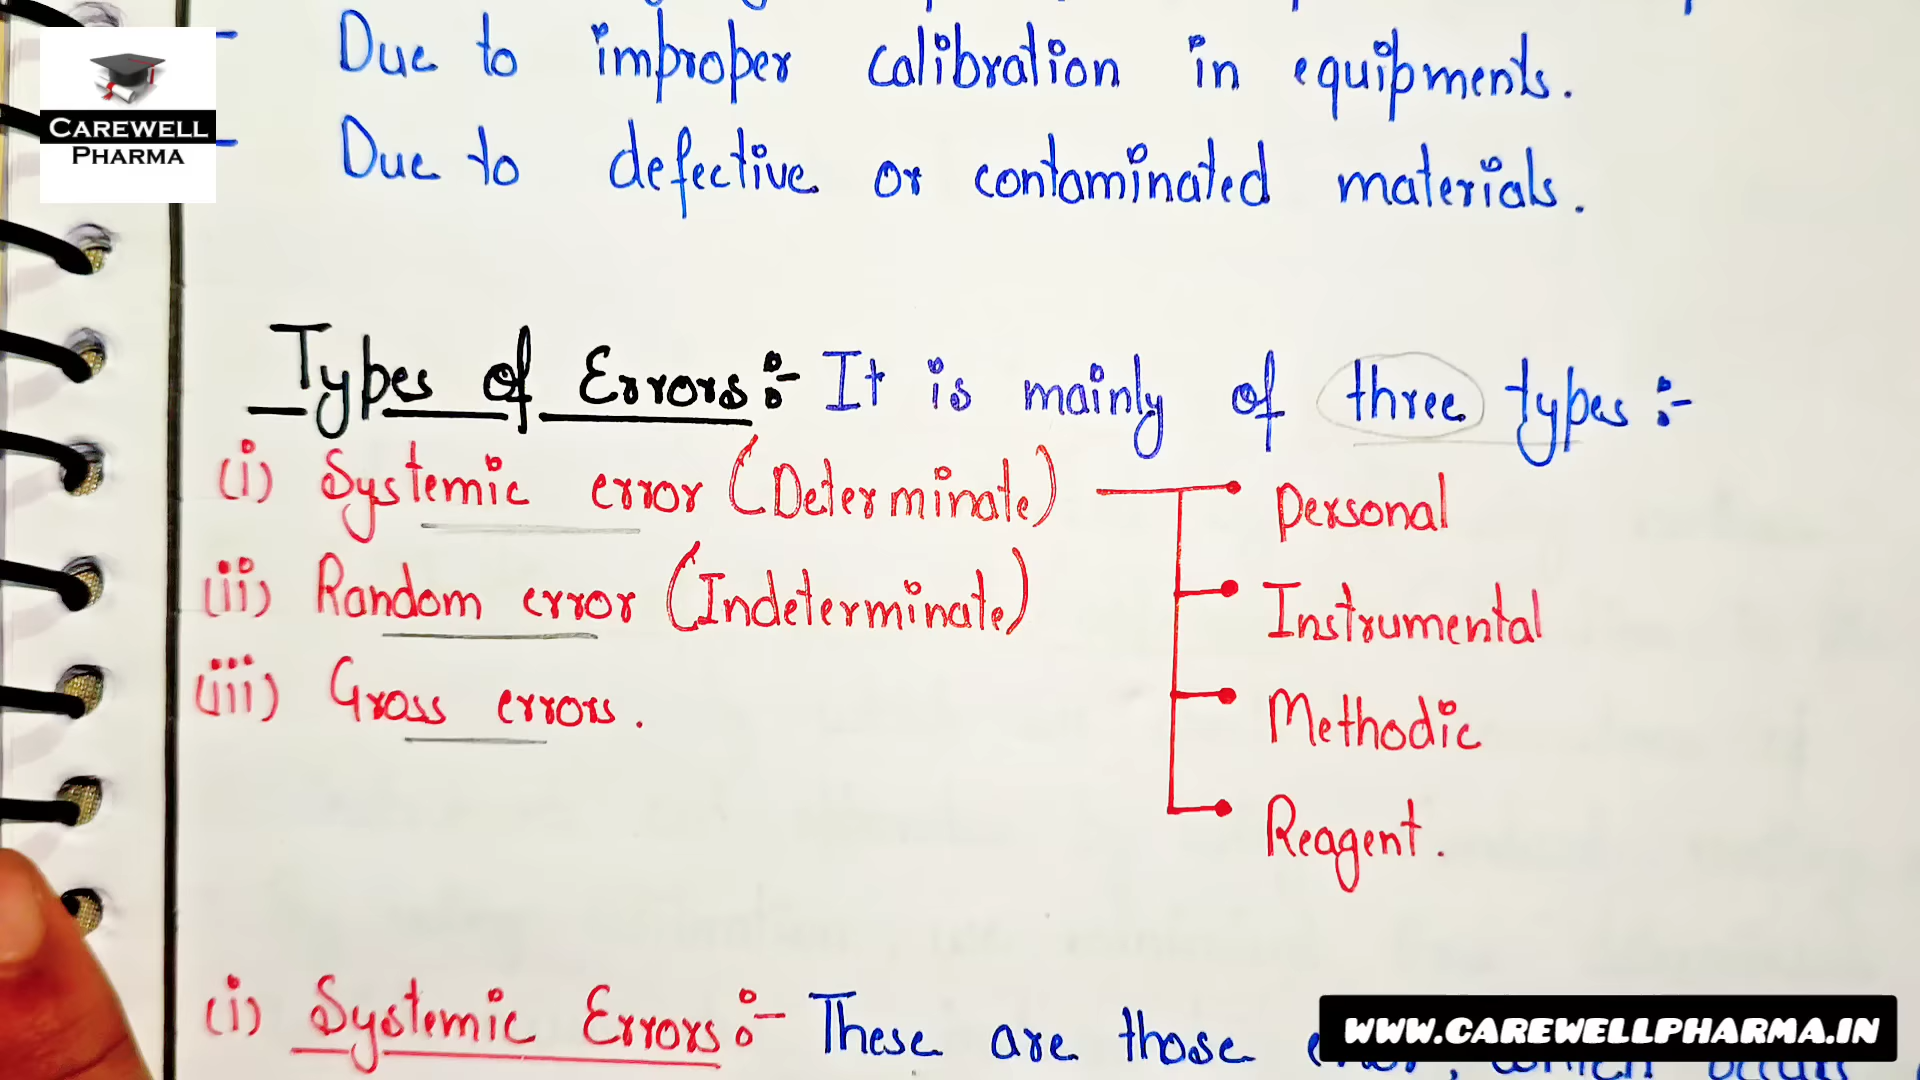 CAREWELL
PHARMA
- Due to improper calibration in equipments.
- Due to defective or contaminated materials.
Types of Errors:- It is mainly of three types :-
(i) Systemic error (Determinate)
Personal
Instrumental
Methodic
Reagent.
(ii) Random error (Indeterminate)
(iii) Gross errors.
(i) Systemic Errors:- These are those
WWW.CAREWELLPHARMA.IN